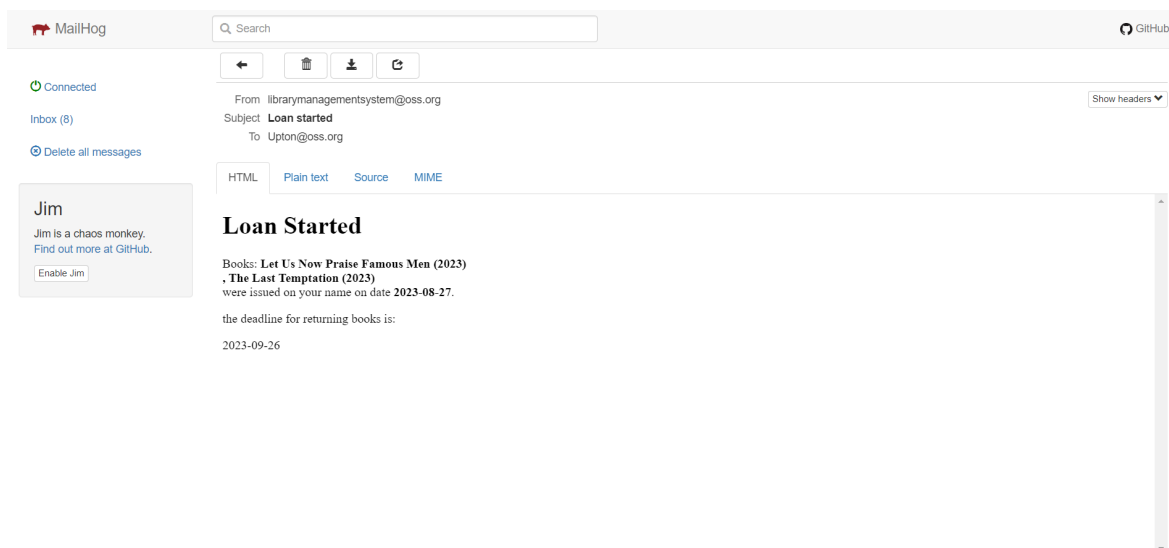 MailHog
Search
GitHub
Connected
Inbox (8)
Delete all messages
Jim
Jim is a chaos monkey.
Find out more at GitHub.
Enable Jim
From librarymanagementsystem@oss.org
Show headers
Subject Loan started
To Upton@oss.org
HTML Plain text Source MIME
Loan Started
Books: Let Us Now Praise Famous Men (2023)
, The Last Temptation (2023)
were issued on your name on date 2023-08-27.
the deadline for returning books is:
2023-09-26